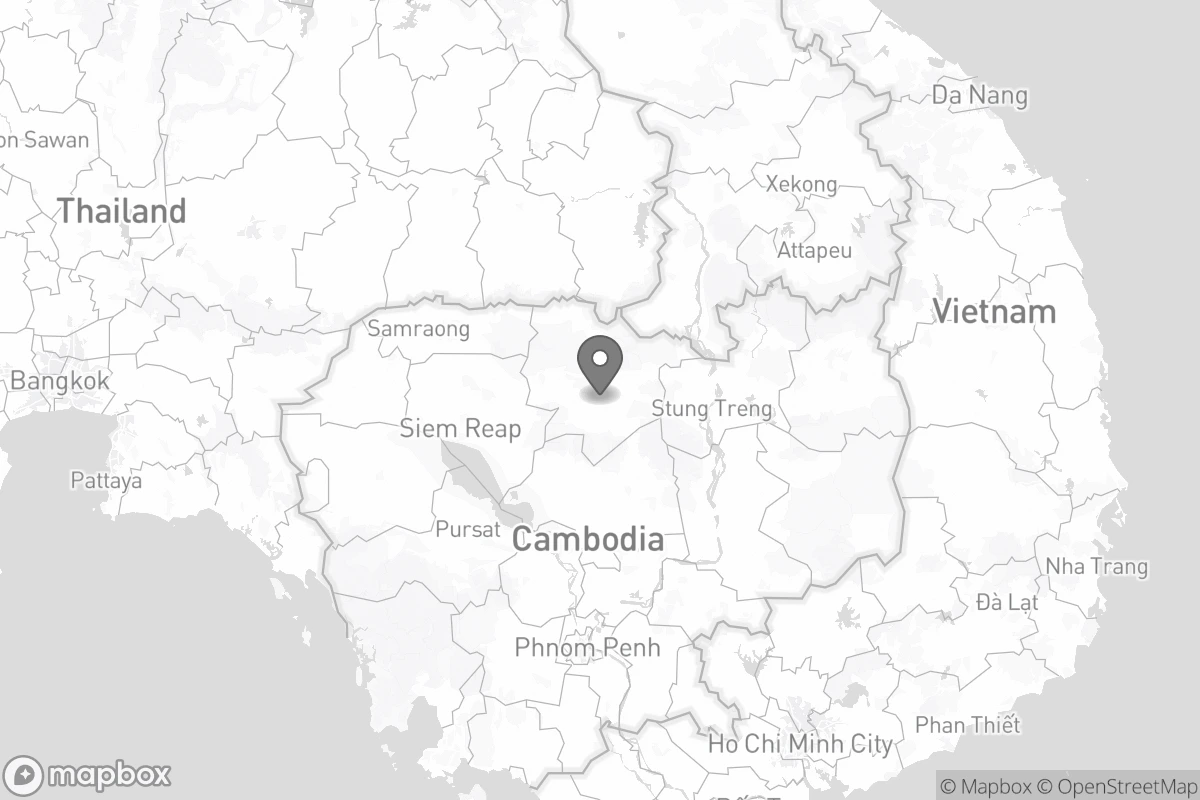 Da Nang
on Sawan
Xekong
Thailand
Attapeu
Vietnam
Samraong
Bangkok
Stung Treng
Siem Reap
Pattaya
Pursat
Cambodia
Nha Trang
Đà Lạt
Phnom Penh
Phan Thiết
Ho Chi Minh City
mapbox
© Mapbox © OpenStreetMap